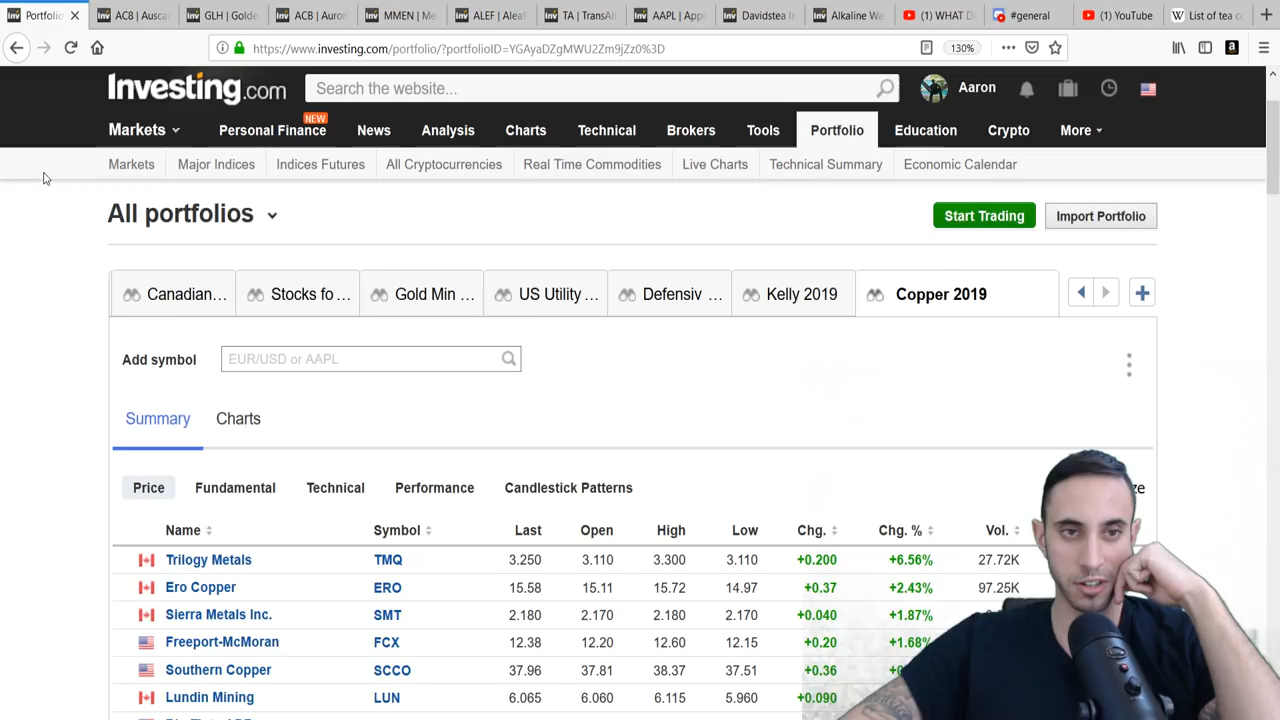 Portfolio
AC8 | Auscan
GLH | Golde
ACB | Auror
MMEN | Me
ALEF | Aleaf
TA | TransAl
AAPL | Appl
Davidstea In
Alkaline Wa
(1) WHAT D
#general
(1) YouTube
List of tea c
https://www.investing.com/portfolio/?portfolioID=YGAyaDZgMWU2Zm9jZz0%3D
130%
Investing.com
Search the website...
Aaron
NEW
Markets Personal Finance News Analysis Charts Technical Brokers Tools Portfolio Education Crypto More
Markets Major Indices Indices Futures All Cryptocurrencies Real Time Commodities Live Charts Technical Summary Economic Calendar
All portfolios
Start Trading Import Portfolio
Canadian... Stocks fo ... Gold Min ... US Utility ... Defensiv ... Kelly 2019 Copper 2019
Add symbol EUR/USD or AAPL
Summary Charts
Price Fundamental Technical Performance Candlestick Patterns
Name Symbol Last Open High Low Chg. Chg. % Vol.
Trilogy Metals TMQ 3.250 3.110 3.300 3.110 +0.200 +6.56% 27.72K
Ero Copper ERO 15.58 15.11 15.72 14.97 +0.37 +2.43% 97.25K
Sierra Metals Inc. SMT 2.180 2.170 2.180 2.170 +0.040 +1.87%
Freeport-McMoran FCX 12.38 12.20 12.60 12.15 +0.20 +1.68%
Southern Copper SCCO 37.96 37.81 38.37 37.51 +0.36
Lundin Mining LUN 6.065 6.060 6.115 5.960 +0.090